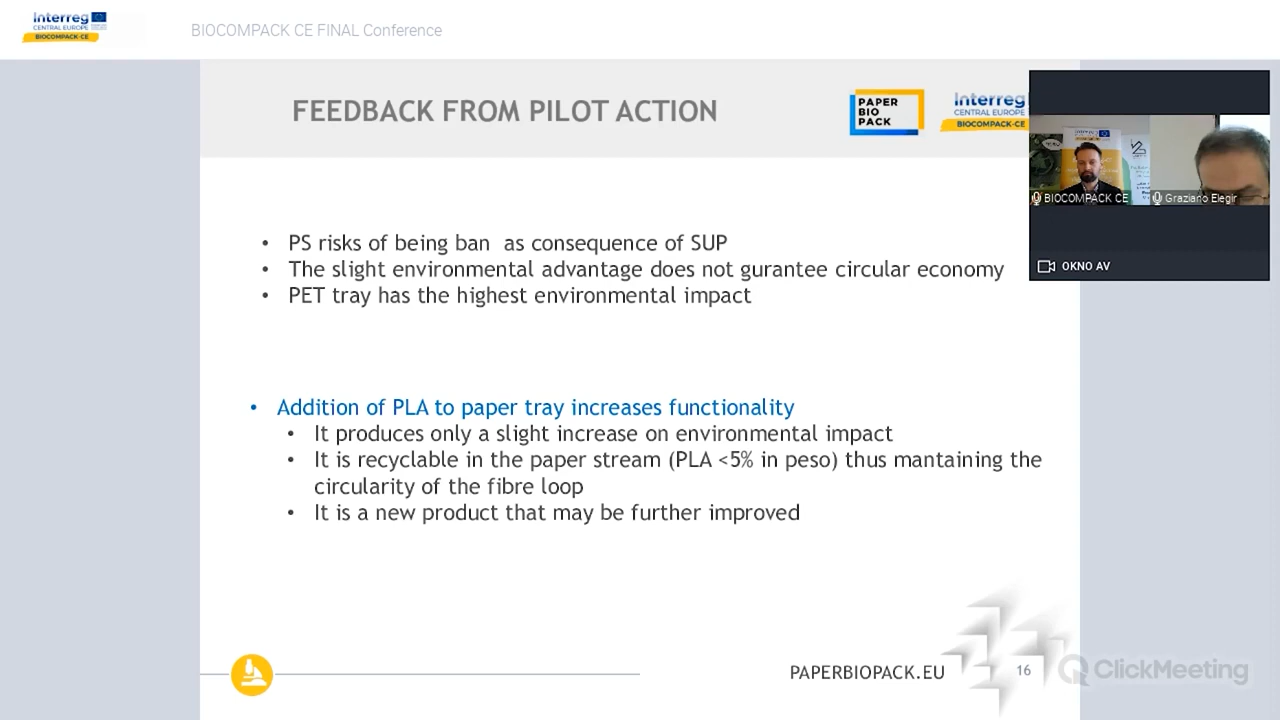 Interreg
CENTRAL EUROPE
BIOCOMPACK-CE
BIOCOMPACK CE FINAL Conference
FEEDBACK FROM PILOT ACTION
PAPER
BIO
PACK
Interreg
CENTRAL EUROPE
BIOCOMPACK-CE
BIOCOMPACK CE
Graziano Elegir
OKNO AV
• PS risks of being ban as consequence of SUP
• The slight environmental advantage does not gurantee circular economy
• PET tray has the highest environmental impact
• Addition of PLA to paper tray increases functionality
• It produces only a slight increase on environmental impact
• It is recyclable in the paper stream (PLA <5% in peso) thus mantaining the
circularity of the fibre loop
• It is a new product that may be further improved
PAPERBIOPACK.EU
16
ClickMeeting